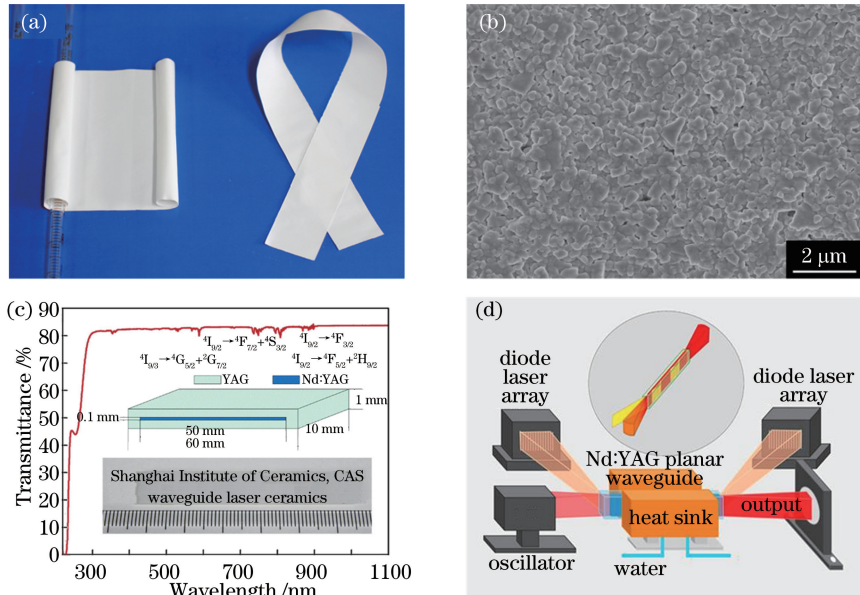 (a)
(b)
2 μm
(c)
90
80
70
60
50
40
30
20
10
0
Transmittance /%
⁴I₉/₂→⁴F₇/₂+⁴S₃/₂
⁴I₉/₂→⁴F₃/₂
⁴I₉/₃→⁴G₅/₂+²G₇/₂
⁴I₉/₂→⁴F₅/₂+²H₉/₂
YAG
Nd:YAG
1 mm
0.1 mm
50 mm
10 mm
60 mm
Shanghai Institute of Ceramics, CAS
waveguide laser ceramics
300
500
700
900
1100
Wavelength /nm
(d)
diode
laser
array
diode laser
array
Nd:YAG planar
waveguide
heat sink
output
oscillator
water